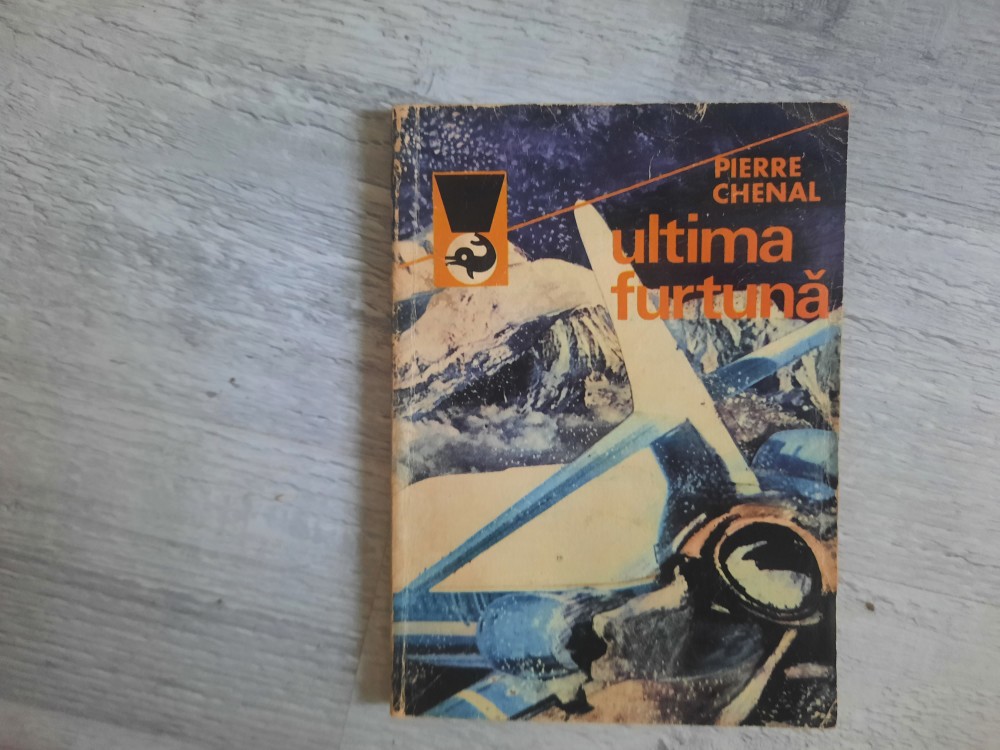 PIERRE
CHENAL
ultima
furtună